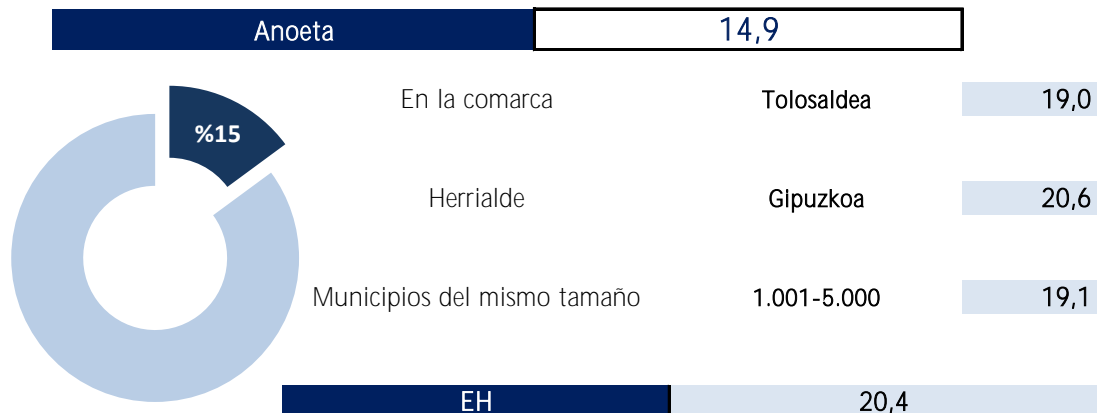 Anoeta 14,9
%15
En la comarca Tolosaldea 19,0
Herrialde Gipuzkoa 20,6
Municipios del mismo tamaño 1.001-5.000 19,1
EH 20,4